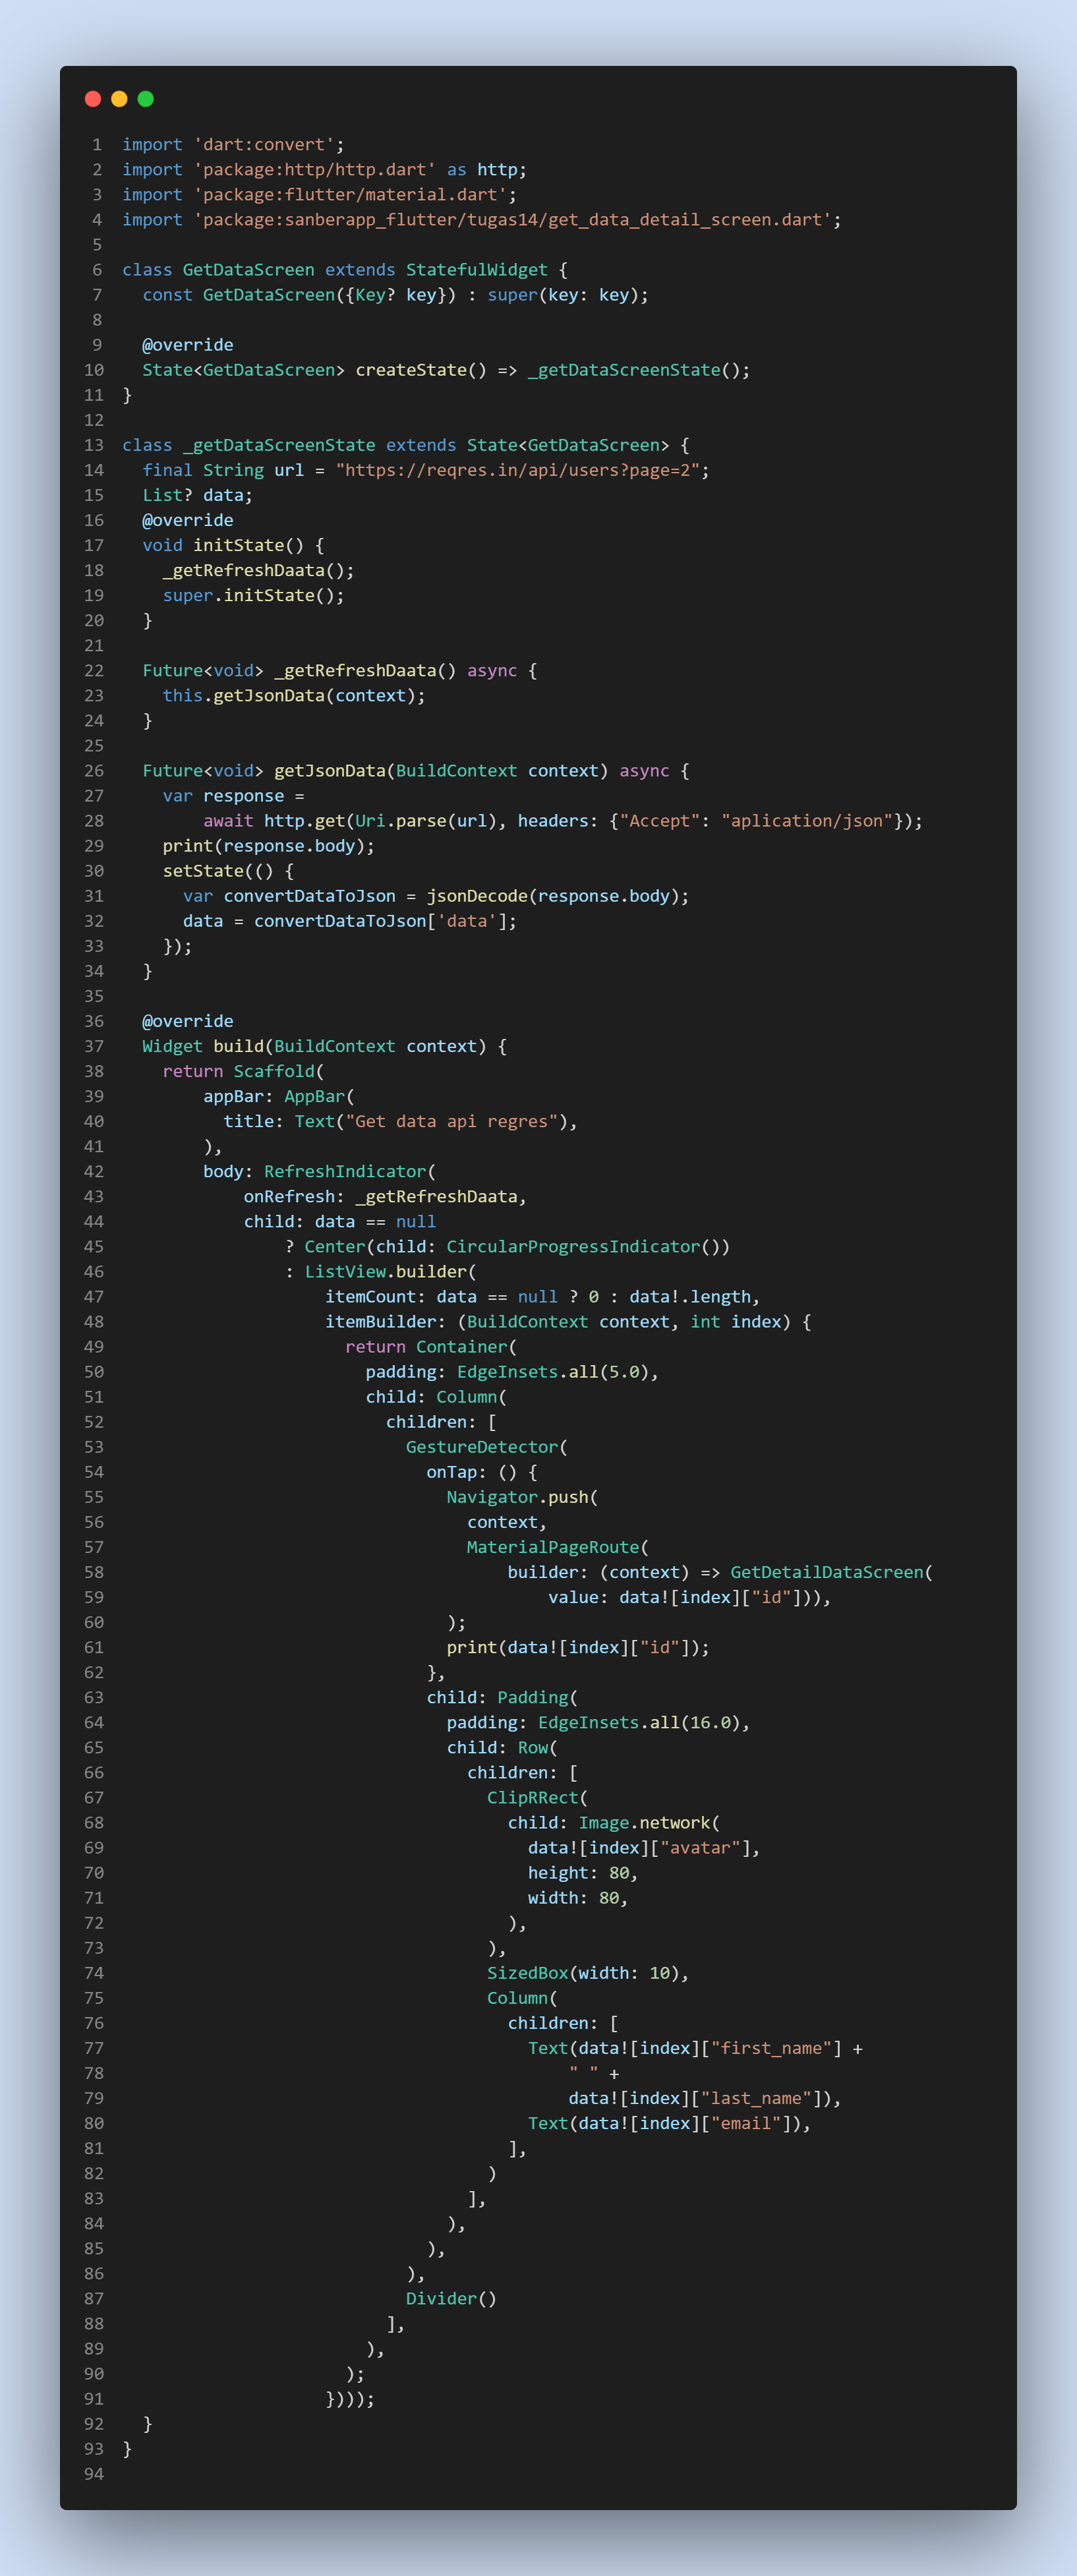 1 import 'dart:convert';
2 import 'package:http/http.dart' as http;
3 import 'package:flutter/material.dart';
4 import 'package:sanberapp_flutter/tugas14/get_data_detail_screen.dart';
5
6 class GetDataScreen extends StatefulWidget {
7   const GetDataScreen({Key? key}) : super(key: key);
8
9   @override
10   State<GetDataScreen> createState() => _getDataScreenState();
11 }
12
13 class _getDataScreenState extends State<GetDataScreen> {
14   final String url = "https://reqres.in/api/users?page=2";
15   List? data;
16   @override
17   void initState() {
18     _getRefreshDaata();
19     super.initState();
20   }
21
22   Future<void> _getRefreshDaata() async {
23     this.getJsonData(context);
24   }
25
26   Future<void> getJsonData(BuildContext context) async {
27     var response =
28         await http.get(Uri.parse(url), headers: {"Accept": "aplication/json"});
29     print(response.body);
30     setState(() {
31       var convertDataToJson = jsonDecode(response.body);
32       data = convertDataToJson['data'];
33     });
34   }
35
36   @override
37   Widget build(BuildContext context) {
38     return Scaffold(
39         appBar: AppBar(
40           title: Text("Get data api regres"),
41         ),
42         body: RefreshIndicator(
43             onRefresh: _getRefreshDaata,
44             child: data == null
45                 ? Center(child: CircularProgressIndicator())
46                 : ListView.builder(
47                     itemCount: data == null ? 0 : data!.length,
48                     itemBuilder: (BuildContext context, int index) {
49                       return Container(
50                         padding: EdgeInsets.all(5.0),
51                         child: Column(
52                           children: [
53                             GestureDetector(
54                               onTap: () {
55                                 Navigator.push(
56                                   context,
57                                   MaterialPageRoute(
58                                       builder: (context) => GetDetailDataScreen(
59                                           value: data![index]["id"])),
60                                 );
61                                 print(data![index]["id"]);
62                               },
63                               child: Padding(
64                                 padding: EdgeInsets.all(16.0),
65                                 child: Row(
66                                   children: [
67                                     ClipRRect(
68                                       child: Image.network(
69                                         data![index]["avatar"],
70                                         height: 80,
71                                         width: 80,
72                                       ),
73                                     ),
74                                     SizedBox(width: 10),
75                                     Column(
76                                       children: [
77                                         Text(data![index]["first_name"] +
78                                             " " +
79                                             data![index]["last_name"]),
80                                         Text(data![index]["email"]),
81                                       ],
82                                     )
83                                   ],
84                                 ),
85                               ),
86                             ),
87                             Divider()
88                           ],
89                         ),
90                       );
91                     })));
92   }
93 }
94